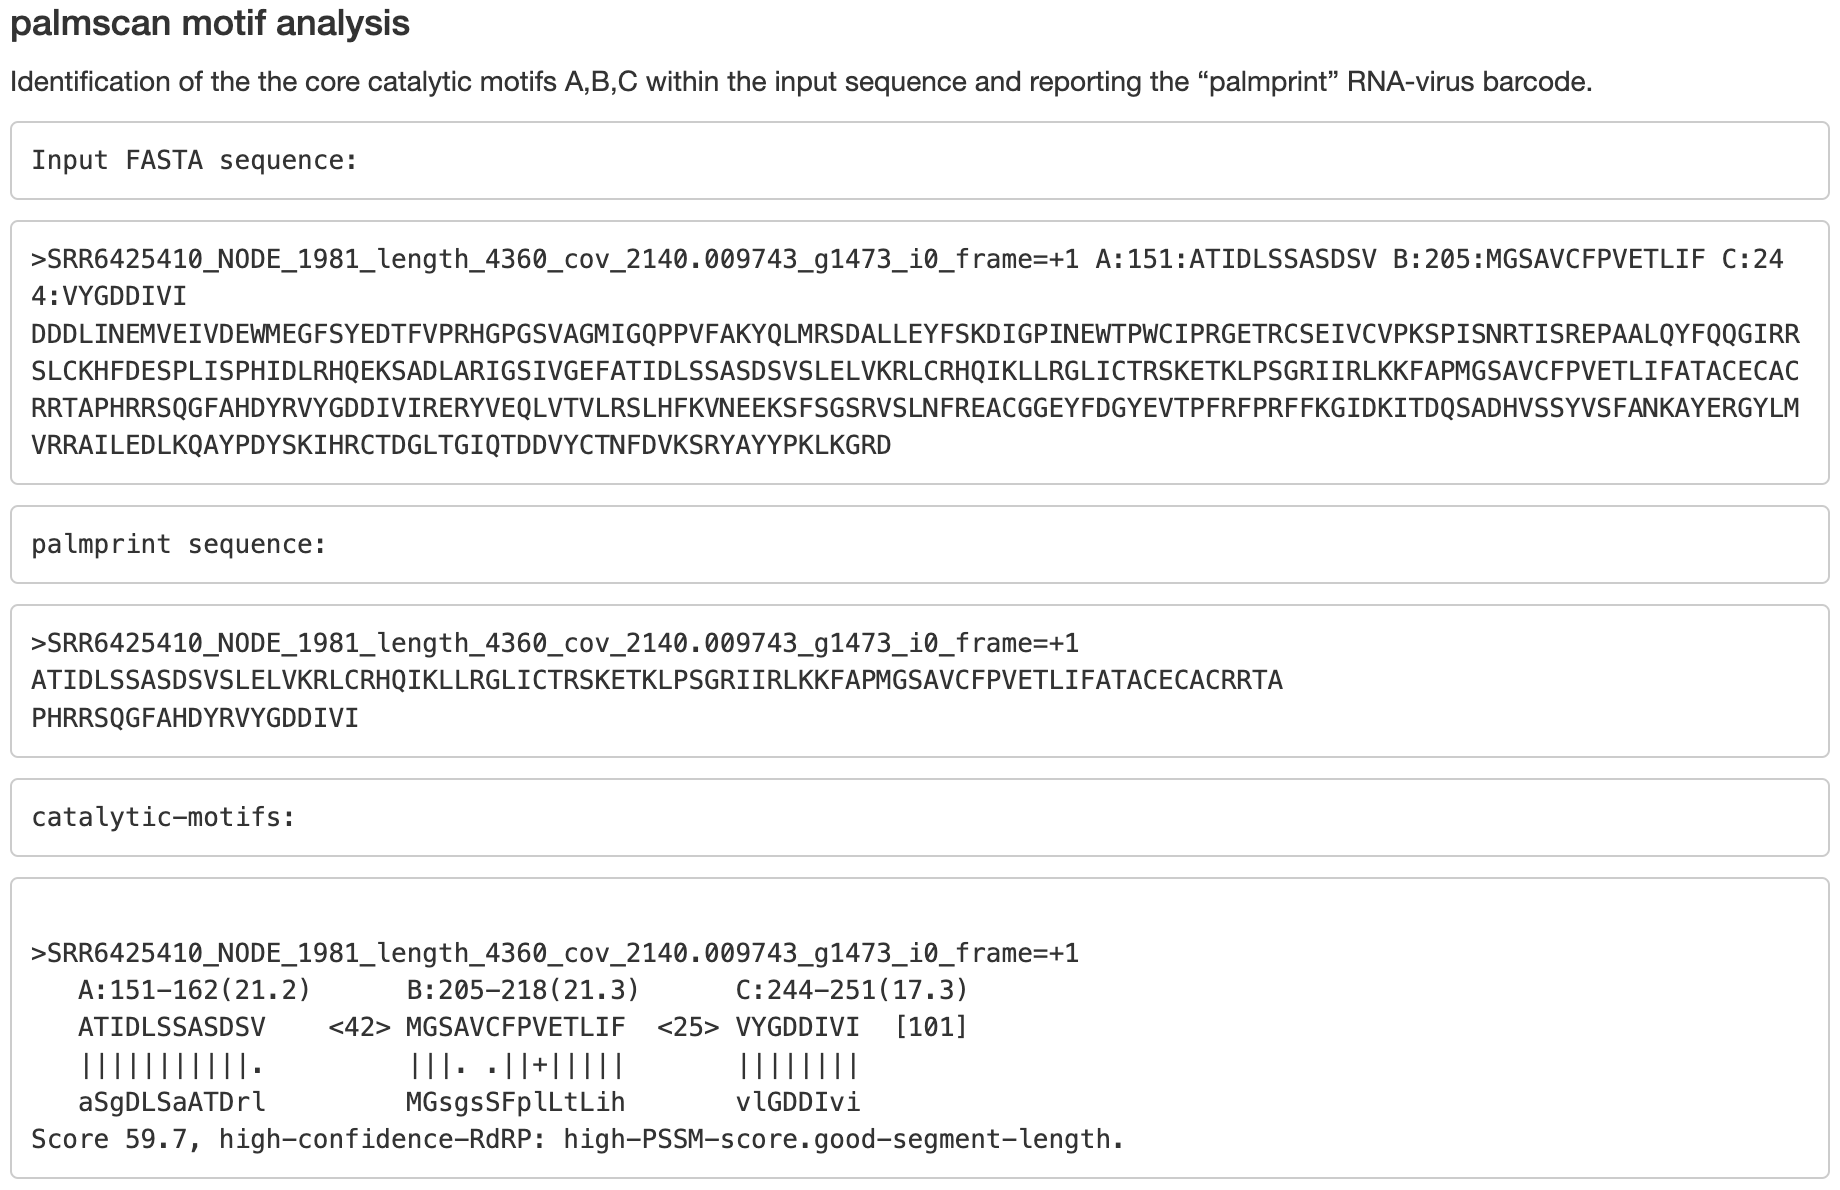 palmscan motif analysis
Identification of the the core catalytic motifs A,B,C within the input sequence and reporting the “palmprint” RNA-virus barcode.
Input FASTA sequence:
>SRR6425410_NODE_1981_length_4360_cov_2140.009743_g1473_i0_frame=+1 A:151:ATIDLSSASDSV B:205:MGSAVCFPVETLIF C:24
4:VYGDDIVI
DDDLINEMVEIVDEWMEGFSYEDTFVPRHGPGSVAGMIGQPPVFAKYQLMRSDALLEYFSKDIGPINEWTPWCIPRGETRCSEIVCVPKSPISNRTISREPAALQYFQQGIRR
SLCKHFDESPLISPHIDLRHQEKSADLARIGSIVGEFATIDLSSASDSVSLELVKRLCRHQIKLLRGLICTRSKETKLPSGRIIRLKKFAPMGSAVCFPVETLIFATACECAC
RRTAPHRRSQGFAHDYRVYGDDIVIRERYVEQLVTVLRSLHFKVNEEKSFSGSRVSLNFREACGGEYFDGYEVTPFRFPRFFKGIDKITDQSADHVSSYVSFANKAYERGYLM
VRRAILEDLKQAYPDYSKIHRCTDGLTGIQTDDVYCTNFDVKSRYAYYPKLKGRD
palmprint sequence:
>SRR6425410_NODE_1981_length_4360_cov_2140.009743_g1473_i0_frame=+1
ATIDLSSASDSVSLELVKRLCRHQIKLLRGLICTRSKETKLPSGRIIRLKKFAPMGSAVCFPVETLIFATACECACRRTA
PHRRSQGFAHDYRVYGDDIVI
catalytic-motifs:
>SRR6425410_NODE_1981_length_4360_cov_2140.009743_g1473_i0_frame=+1
A:151-162(21.2) B:205-218(21.3) C:244-251(17.3)
ATIDLSSASDSV <42> MGSAVCFPVETLIF <25> VYGDDIVI [101]
|||||||||||. |||. .||+||||| ||||||||
aSgDLSaATDrl MGsgsSFplLtLih vlGDDIvi
Score 59.7, high-confidence-RdRP: high-PSSM-score.good-segment-length.